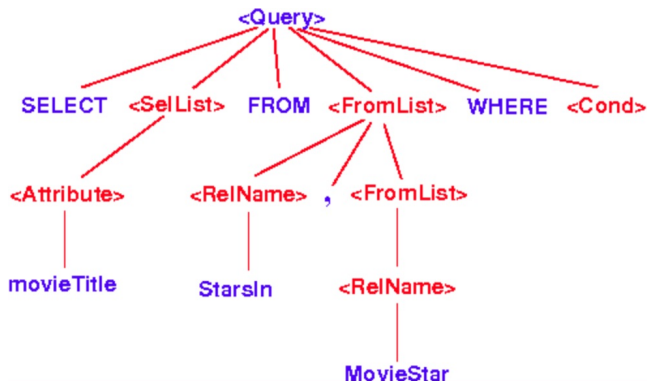 <Query>
SELECT <SelList> FROM <FromList> WHERE <Cond>
<Attribute> <RelName> , <FromList>
movieTitle StarsIn <RelName>
MovieStar